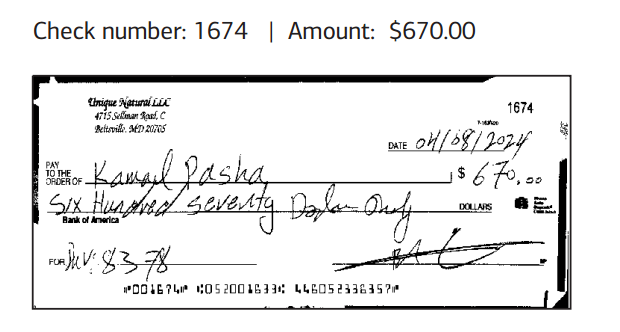 Check number: 1674 | Amount: $670.00
Unique Natural LLC
4715 Sellman Road, C
Beltsville, MD 20705
1674
DATE 04/08/2024
PAY TO THE ORDER OF Kamail Pasha $ 670.00
Six Hundred seventy Dollar Only DOLLARS
Bank of America
FOR Inv: 8378
⑈001674⑈ ⑆052001633⑆ 446052336357⑈